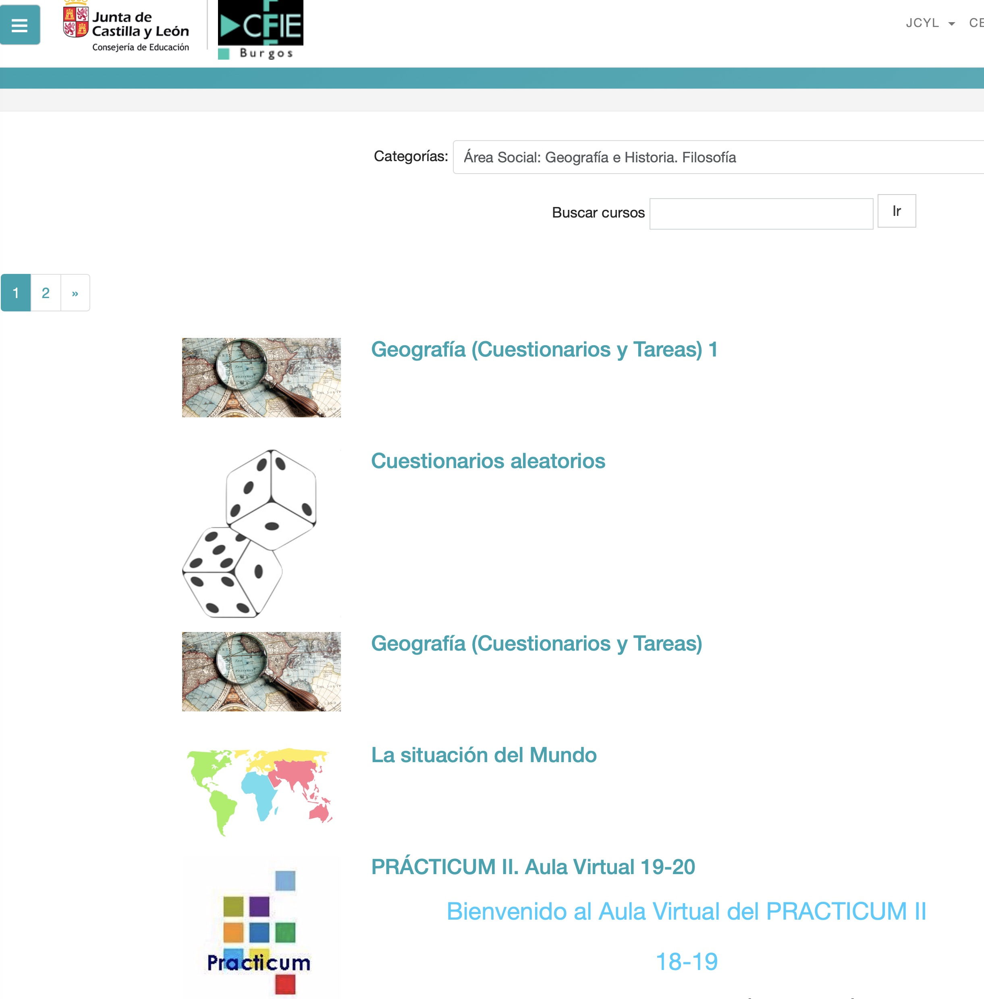 Junta de
Castilla y León
Consejería de Educación
CFIE
Burgos
JCYL
Categorías: Área Social: Geografía e Historia. Filosofía
Buscar cursos Ir
1 2 »
Geografía (Cuestionarios y Tareas) 1
Cuestionarios aleatorios
Geografía (Cuestionarios y Tareas)
La situación del Mundo
PRÁCTICUM II. Aula Virtual 19-20
Practicum
Bienvenido al Aula Virtual del PRACTICUM II
18-19